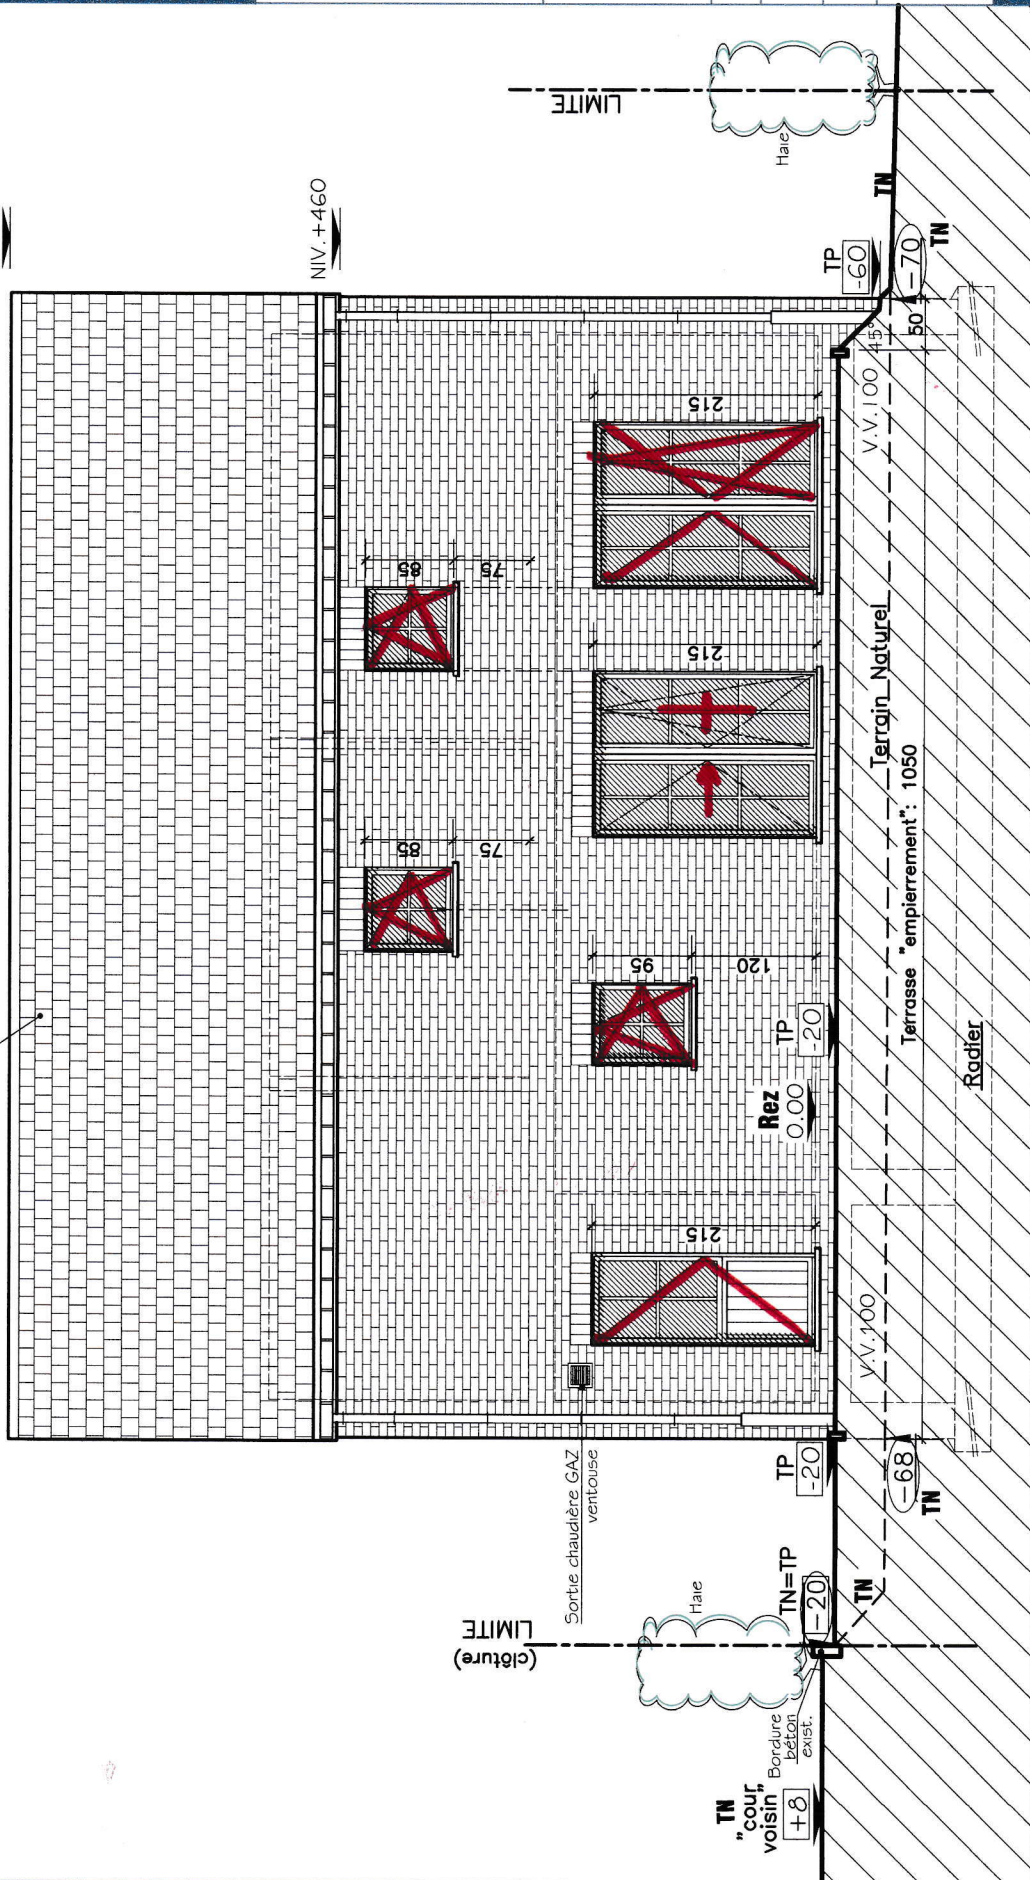 LIMITE
Haie
NIV. +460
TN
TP
-60
-70
TN
50
45°
V.V.100
215
85
75
215
Terrain Naturel
85
75
95
120
Terrasse "empierrement": 1050
TP
-20
Rez
0.00
Radier
215
V.V.100
Sortie chaudière GAZ
ventouse
TP
-20
-68
TN
LIMITE
(clôture)
Haie
TN=TP
-20
TN
Bordure
béton
exist.
TN
"cour
voisin"
+8